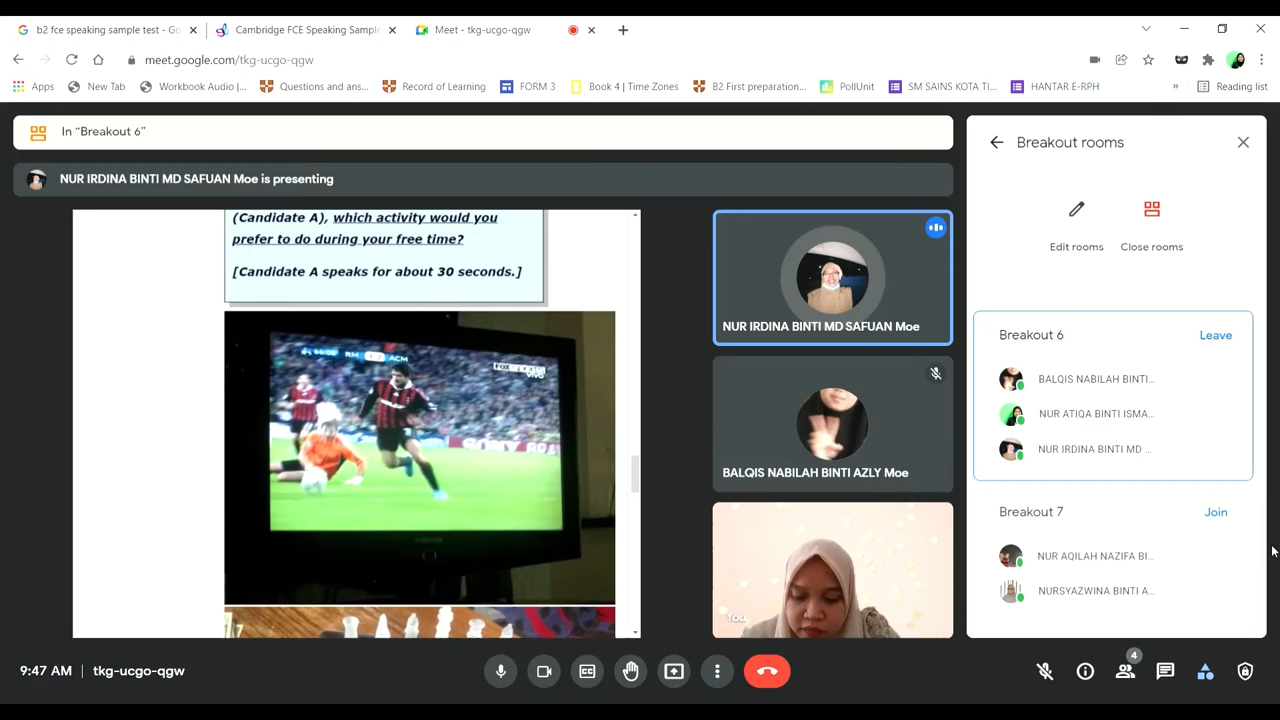 b2 fce speaking sample test - Go
Cambridge FCE Speaking Sample
Meet - tkg-ucgo-qgw
meet.google.com/tkg-ucgo-qgw
Apps
New Tab
Workbook Audio |...
Questions and ans...
Record of Learning
FORM 3
Book 4 | Time Zones
B2 First preparation...
PollUnit
SM SAINS KOTA TI...
HANTAR E-RPH
»
Reading list
In "Breakout 6"
NUR IRDINA BINTI MD SAFUAN Moe is presenting
(Candidate A), which activity would you
prefer to do during your free time?
[Candidate A speaks for about 30 seconds.]
RM
ACM
VIVO
NUR IRDINA BINTI MD SAFUAN Moe
BALQIS NABILAH BINTI AZLY Moe
You
Breakout rooms
Edit rooms
Close rooms
Breakout 6
Leave
BALQIS NABILAH BINTI...
NUR ATIQA BINTI ISMA...
NUR IRDINA BINTI MD ...
Breakout 7
Join
NUR AQILAH NAZIFA BI...
NURSYAZWINA BINTI A...
9:47 AM
tkg-ucgo-qgw
4